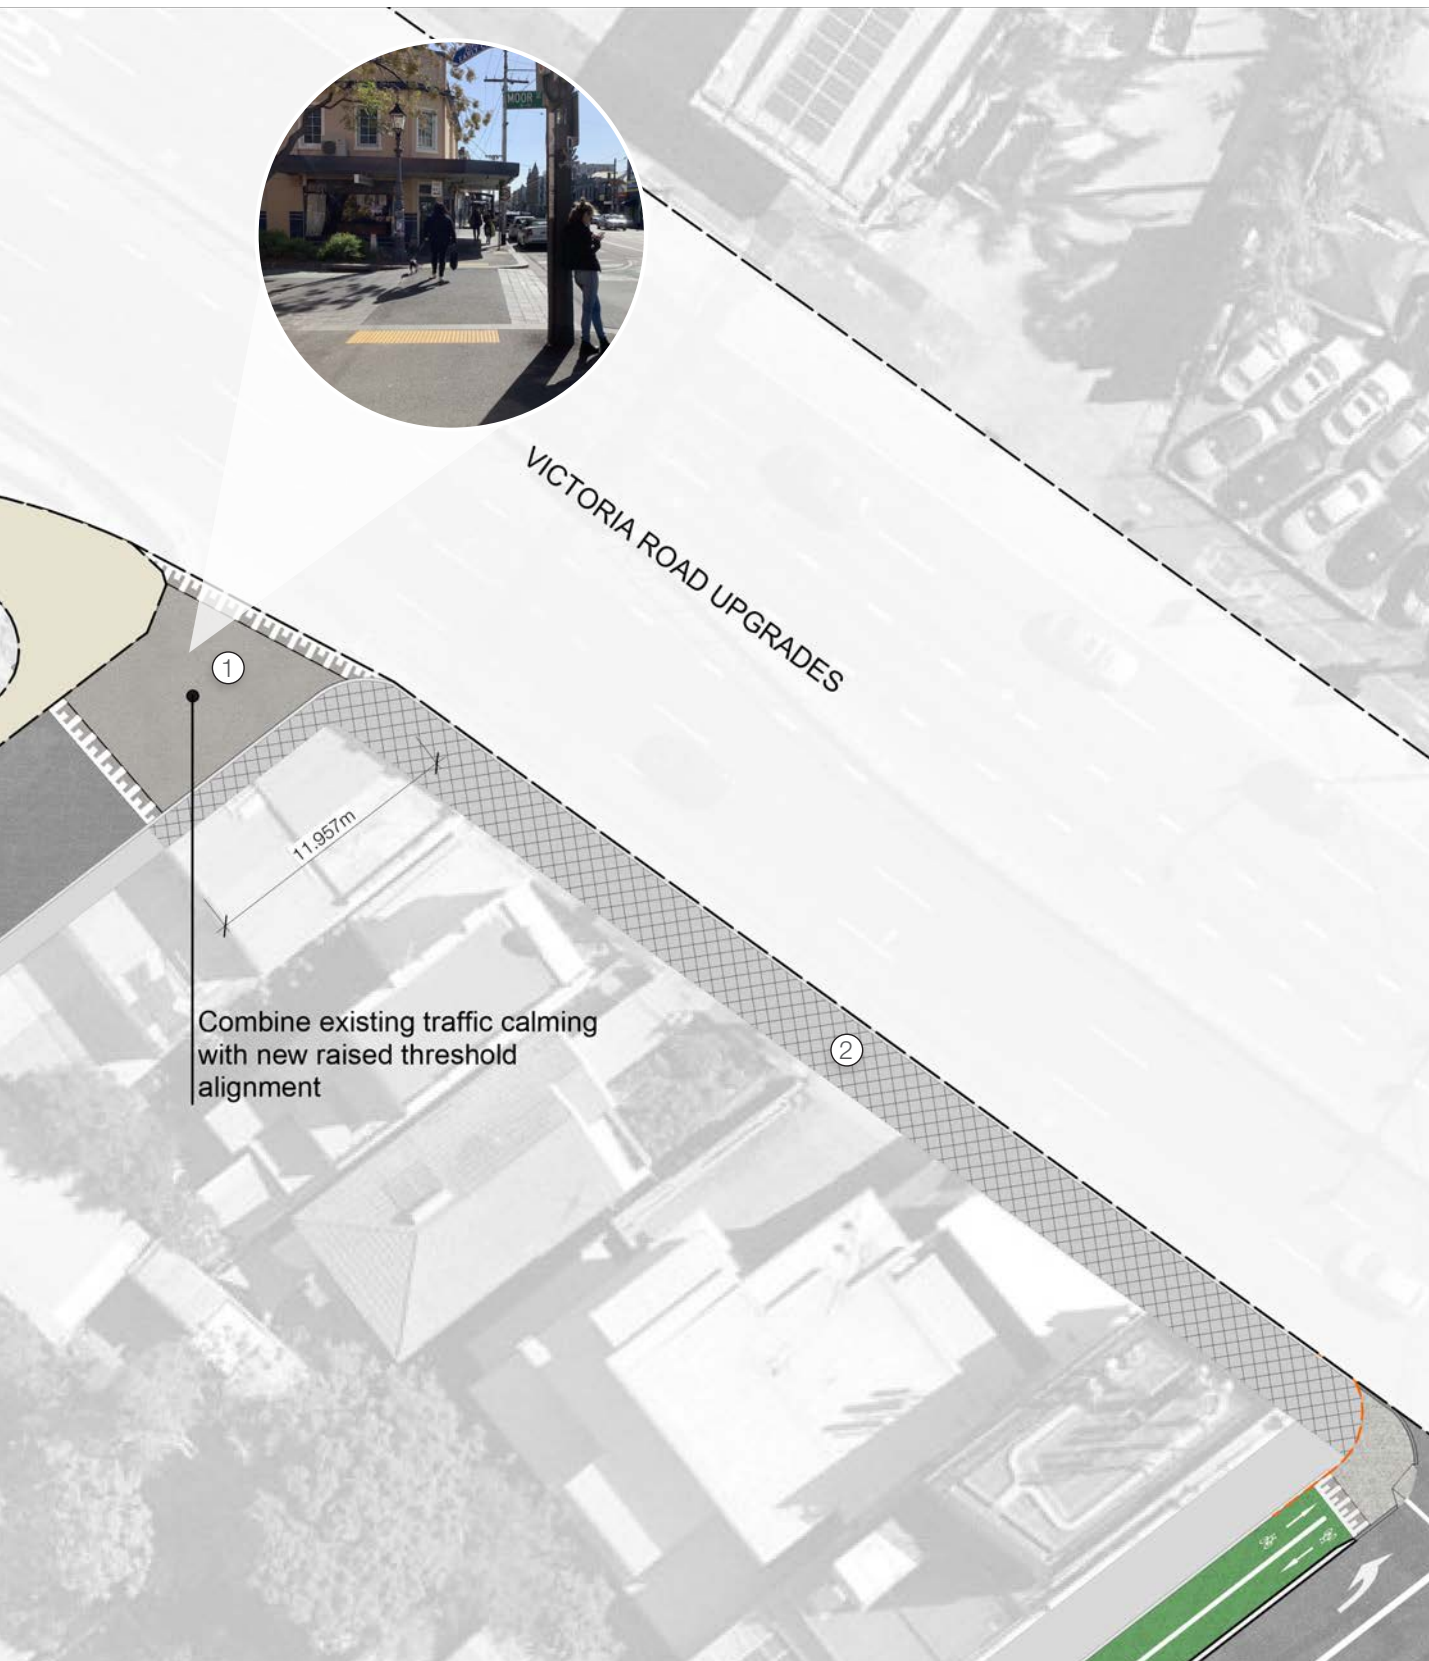 MOOR
VICTORIA ROAD UPGRADES
1
11.957m
Combine existing traffic calming
with new raised threshold
alignment
2